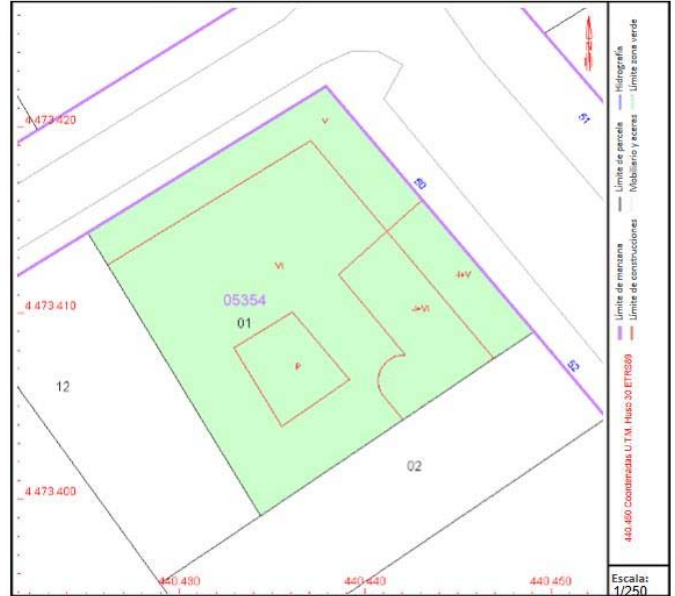 4 473 420
V
51
50
VI
-I+V
05354
4 473 410
01
-I+VI
P
12
52
02
4 473 400
440 430
440 440
440 450
Límite de manzana
Límite de parcela
Hidrografía
Límite de construcciones
Mobiliario y aceras
Límite zona verde
440.450 Coordenadas U.T.M. Huso 30 ETRS89
Escala:
1/250